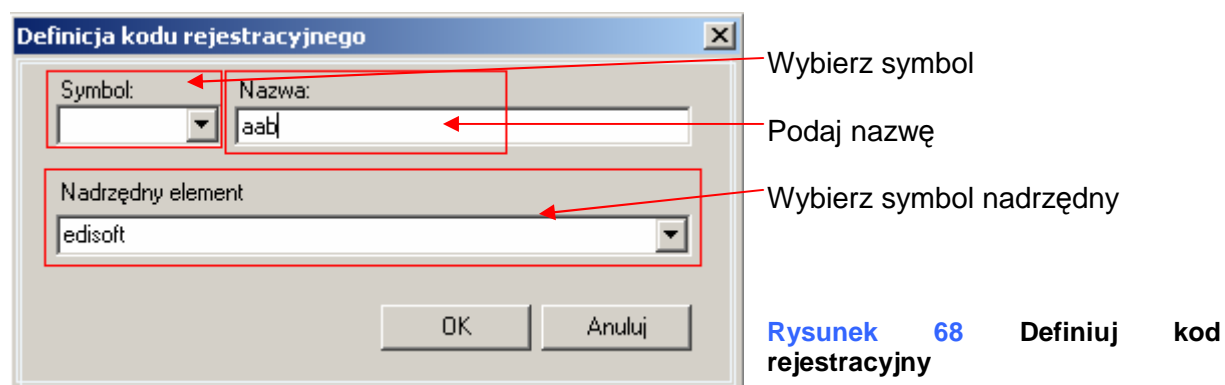 Definicja kodu rejestracyjnego
Wybierz symbol
Symbol:
Nazwa:
aab
Podaj nazwę
Nadrzędny element
Wybierz symbol nadrzędny
edisoft
OK
Anuluj
Rysunek 68 Definiuj kod
rejestracyjny